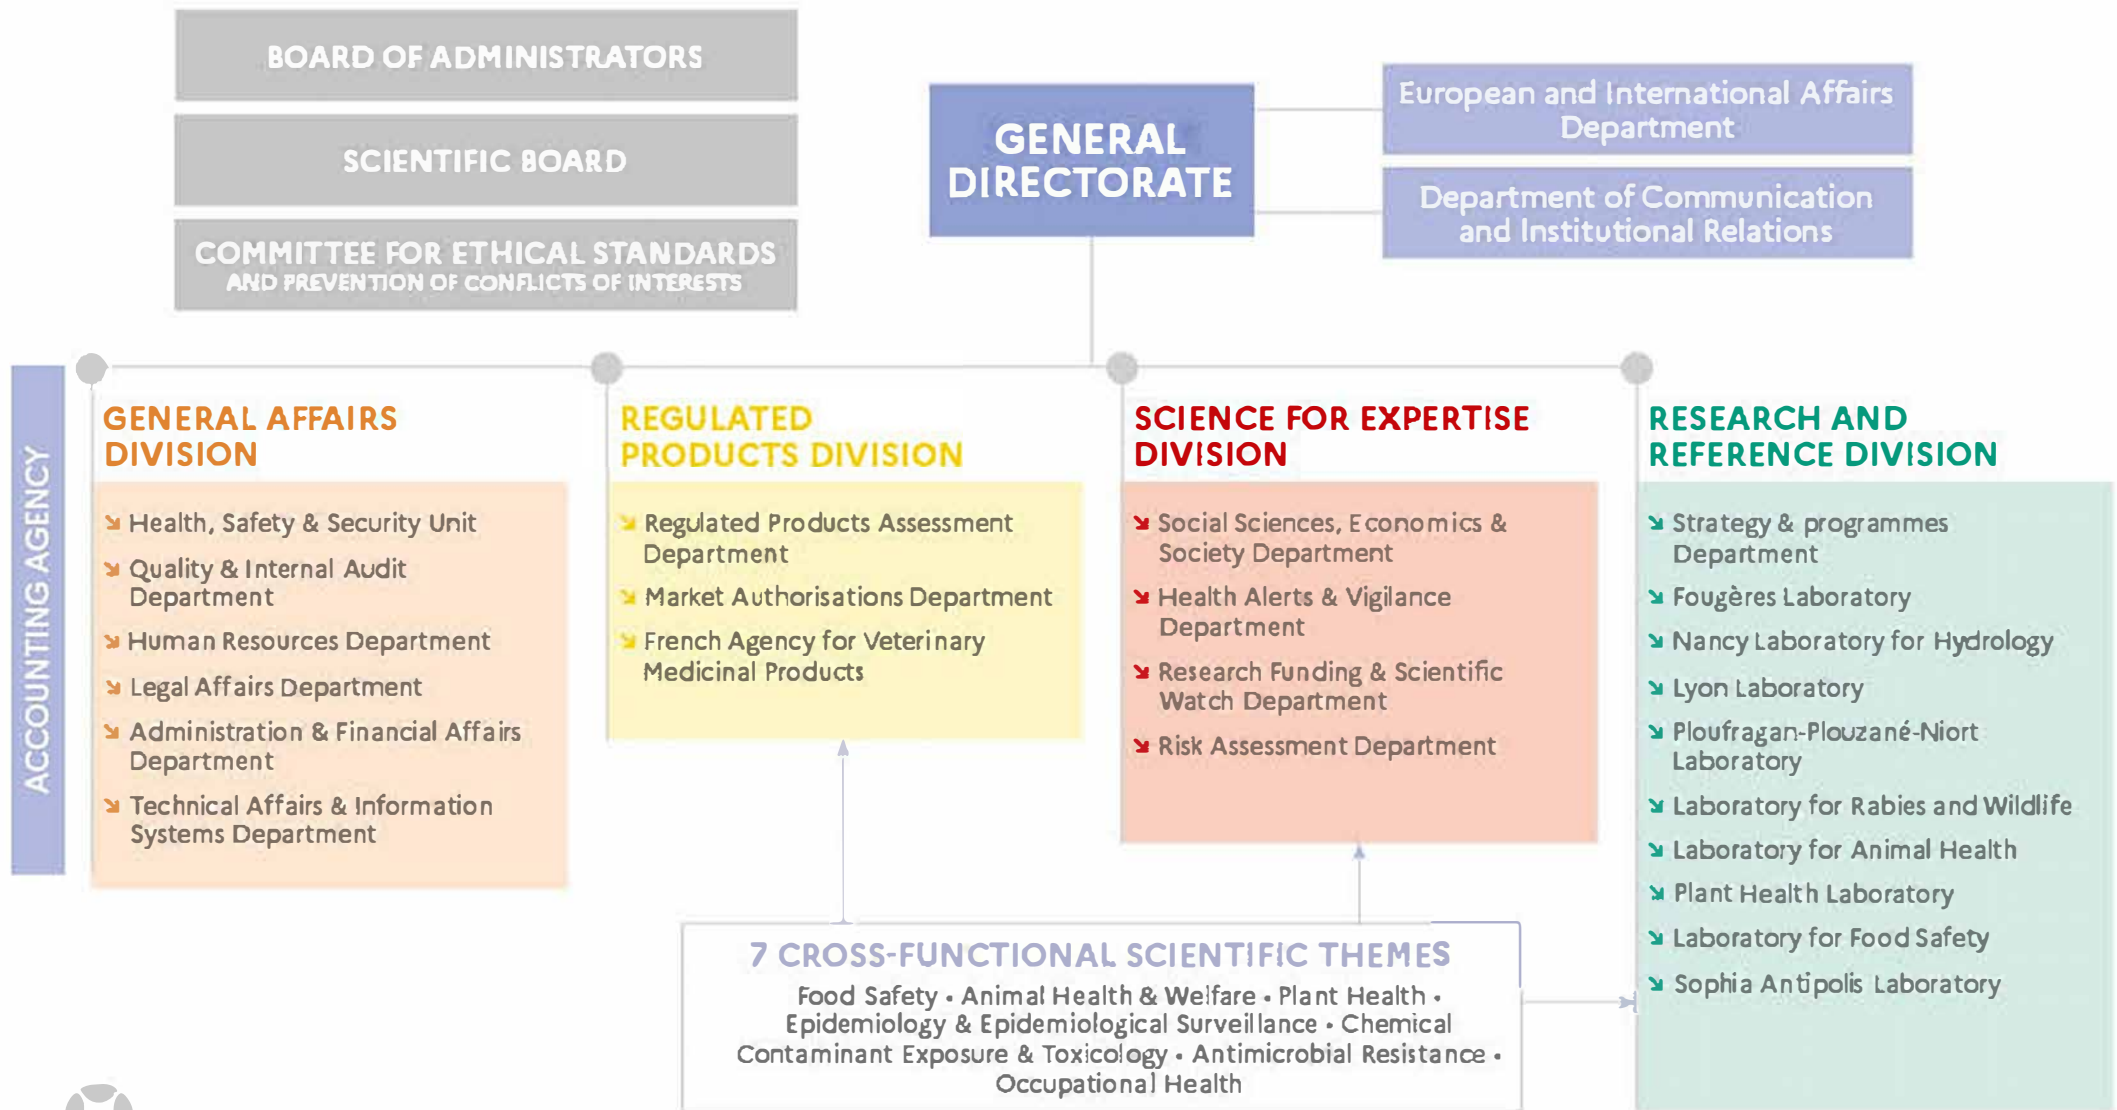 BOARD OF ADMINISTRATORS
SCIENTIFIC BOARD
COMMITTEE FOR ETHICAL STANDARDS
AND PREVENTION OF CONFLICTS OF INTERESTS
GENERAL
DIRECTORATE
European and International Affairs
Department
Department of Communication
and Institutional Relations
ACCOUNTING AGENCY
GENERAL AFFAIRS
DIVISION
Health, Safety & Security Unit
Quality & Internal Audit
Department
Human Resources Department
Legal Affairs Department
Administration & Financial Affairs
Department
Technical Affairs & Information
Systems Department
REGULATED
PRODUCTS DIVISION
Regulated Products Assessment
Department
Market Authorisations Department
French Agency for Veterinary
Medicinal Products
SCIENCE FOR EXPERTISE
DIVISION
Social Sciences, Economics &
Society Department
Health Alerts & Vigilance
Department
Research Funding & Scientific
Watch Department
Risk Assessment Department
RESEARCH AND
REFERENCE DIVISION
Strategy & programmes
Department
Fougères Laboratory
Nancy Laboratory for Hydrology
Lyon Laboratory
Ploufragan-Plouzané-Niort
Laboratory
Laboratory for Rabies and Wildlife
Laboratory for Animal Health
Plant Health Laboratory
Laboratory for Food Safety
Sophia Antipolis Laboratory
7 CROSS-FUNCTIONAL SCIENTIFIC THEMES
Food Safety • Animal Health & Welfare • Plant Health •
Epidemiology & Epidemiological Surveillance • Chemical
Contaminant Exposure & Toxicology • Antimicrobial Resistance •
Occupational Health